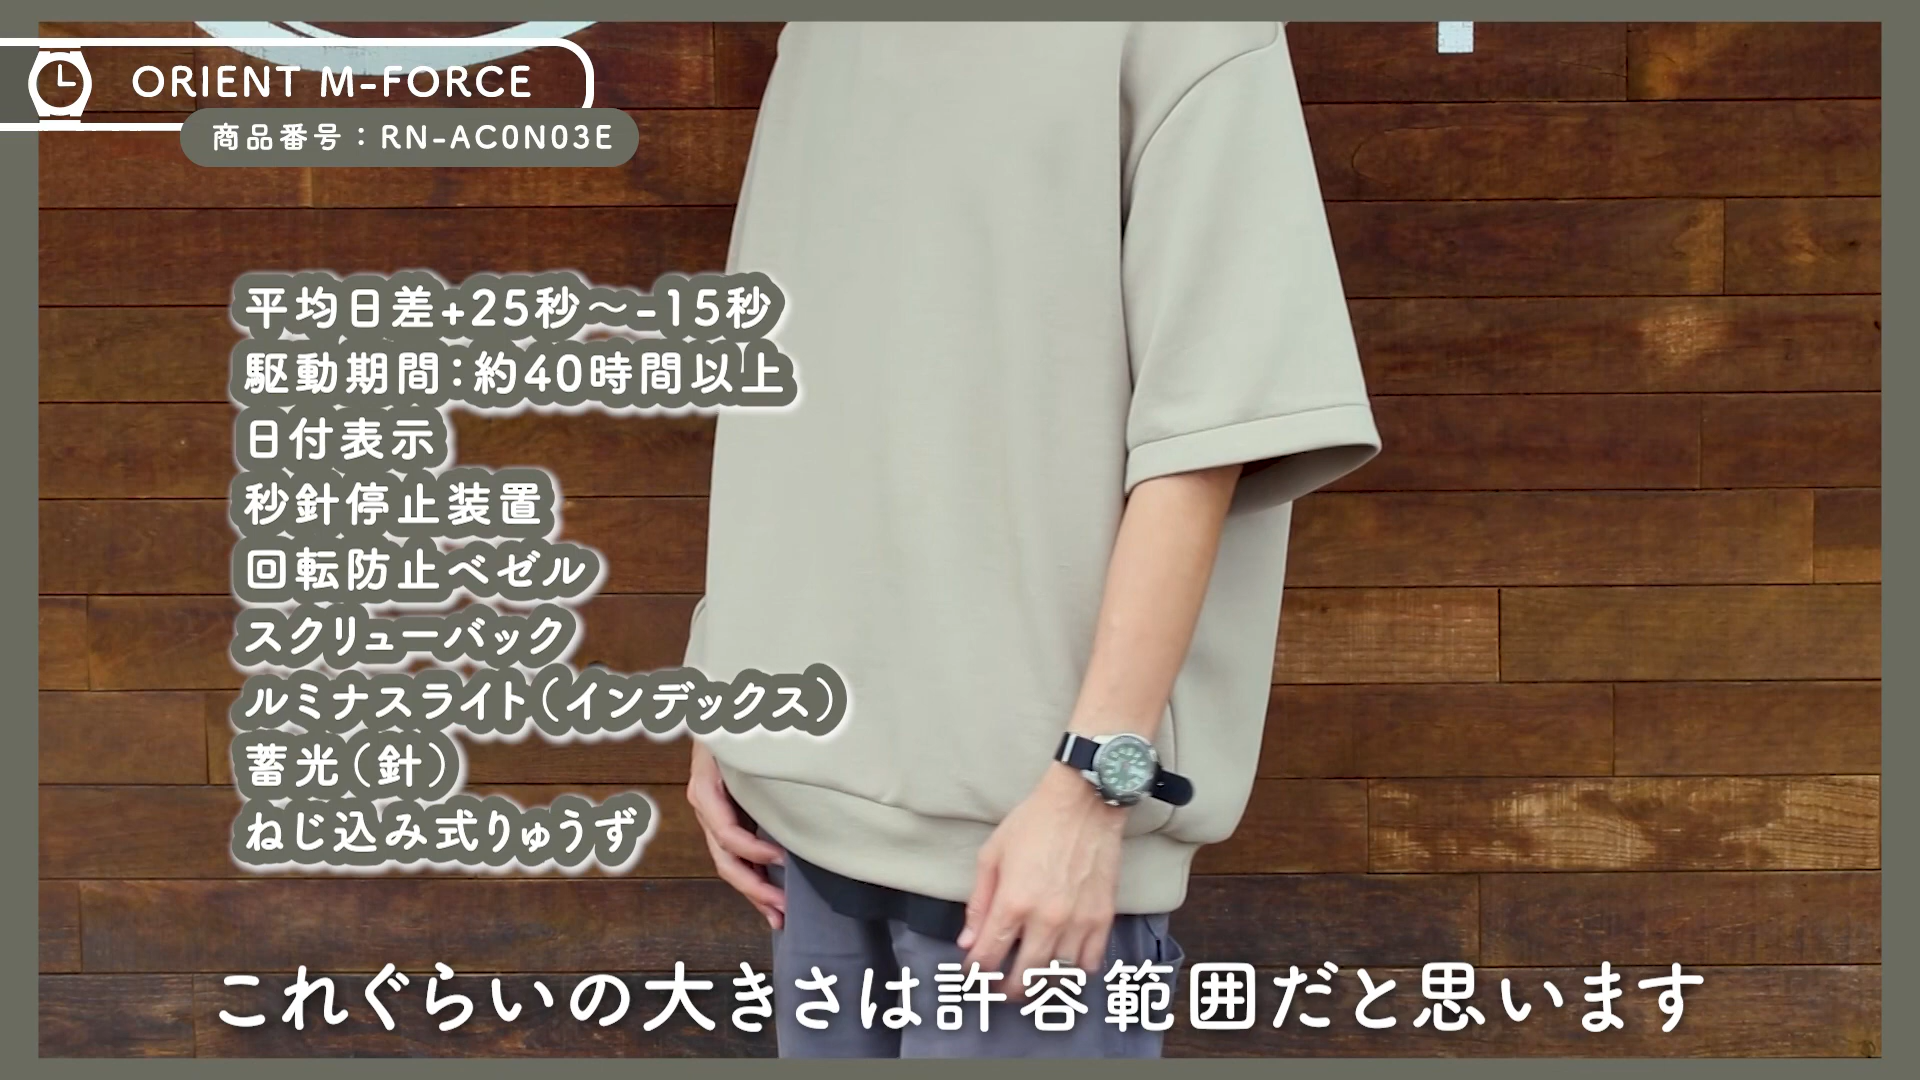 ORIENT M-FORCE
商品番号：RN-AC0N03E
平均日差+25秒〜-15秒
駆動期間：約40時間以上
日付表示
秒針停止装置
回転防止ベゼル
スクリューバック
ルミナスライト（インデックス）
蓄光（針）
ねじ込み式りゅうず
これぐらいの大きさは許容範囲だと思います